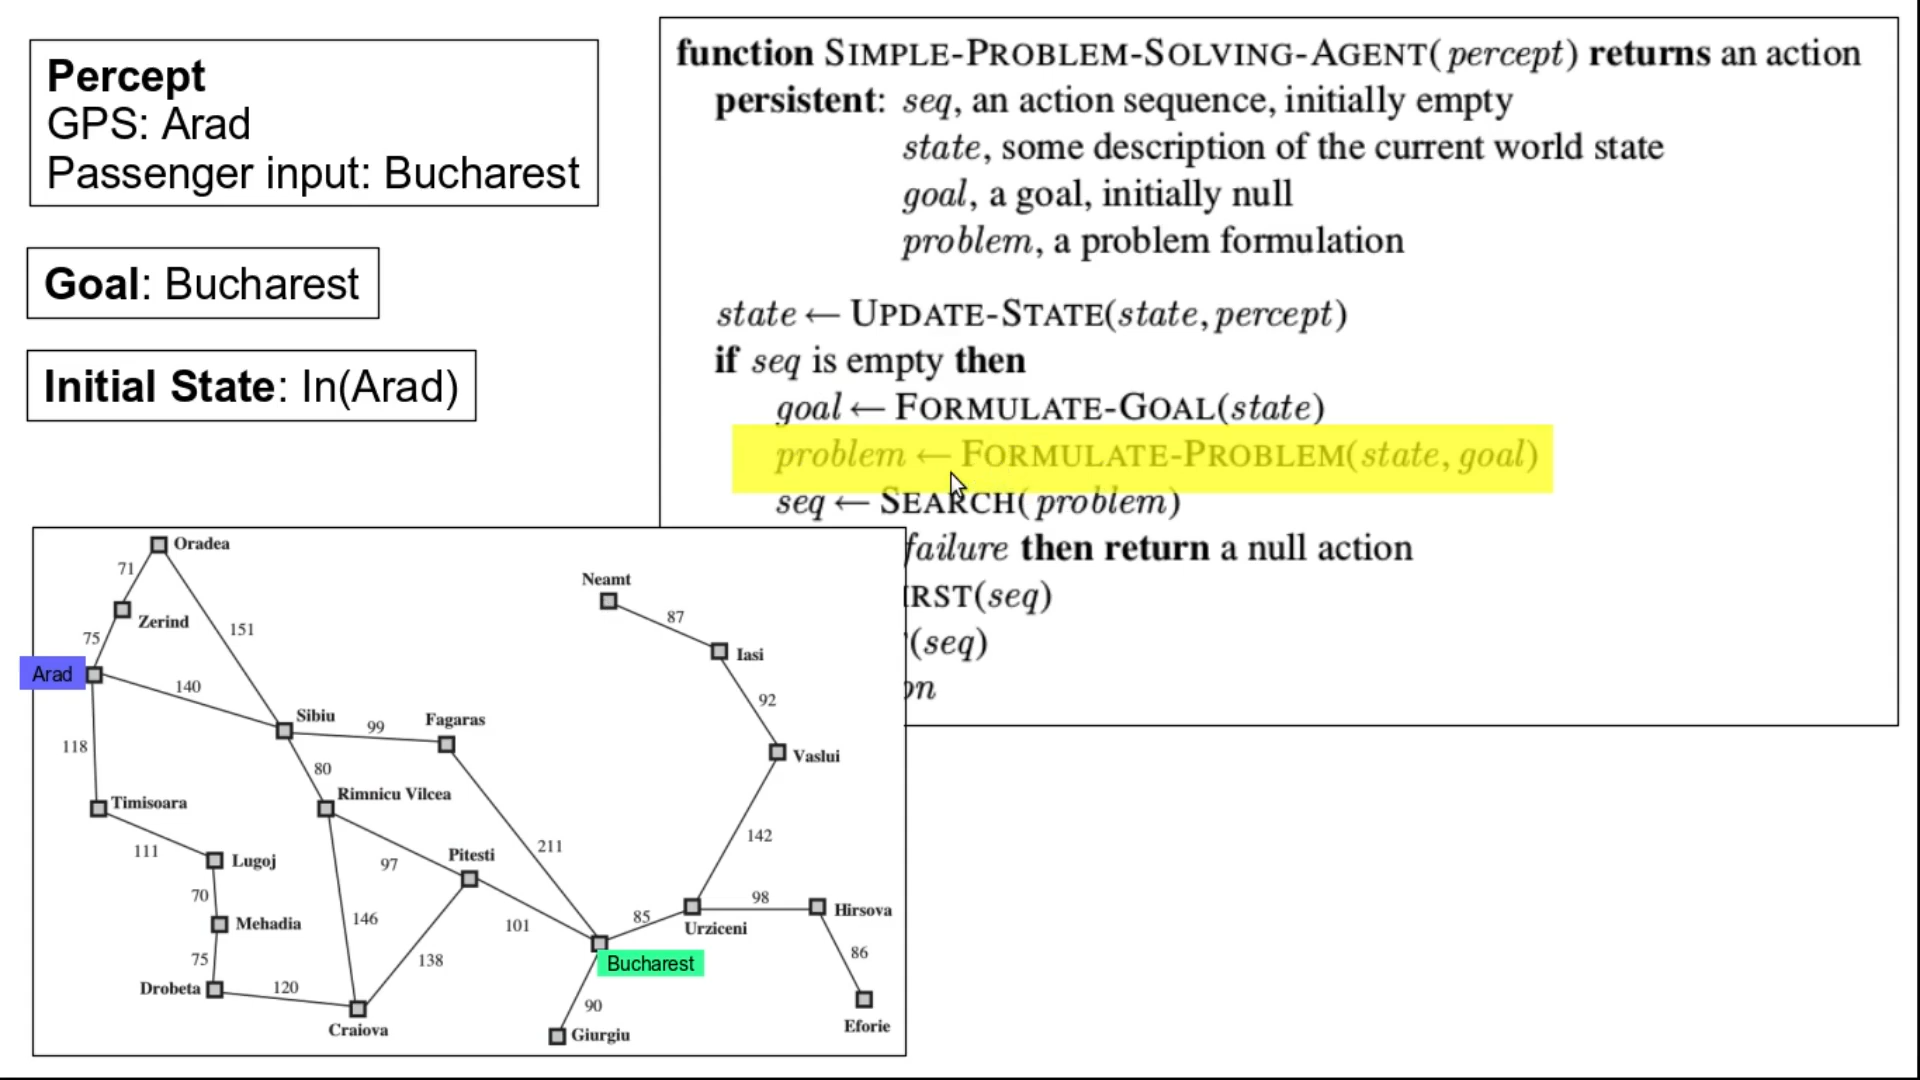 Percept
GPS: Arad
Passenger input: Bucharest
Goal: Bucharest
Initial State: In(Arad)
function SIMPLE-PROBLEM-SOLVING-AGENT(percept) returns an action
persistent: seq, an action sequence, initially empty
state, some description of the current world state
goal, a goal, initially null
problem, a problem formulation
state ← UPDATE-STATE(state, percept)
if seq is empty then
goal ← FORMULATE-GOAL(state)
problem ← FORMULATE-PROBLEM(state, goal)
seq ← SEARCH(problem)
failure then return a null action
IRST(seq)
(seq)
on
Oradea
71
Neamt
Zerind
87
151
75
Iasi
Arad
140
92
Sibiu
Fagaras
99
118
Vaslui
80
Rimnicu Vilcea
Timisoara
142
211
111
Pitesti
Lugoj
97
70
98
Hirsova
146
85
101
Mehadia
Urziceni
86
75
138
Bucharest
Drobeta
120
90
Craiova
Eforie
Giurgiu